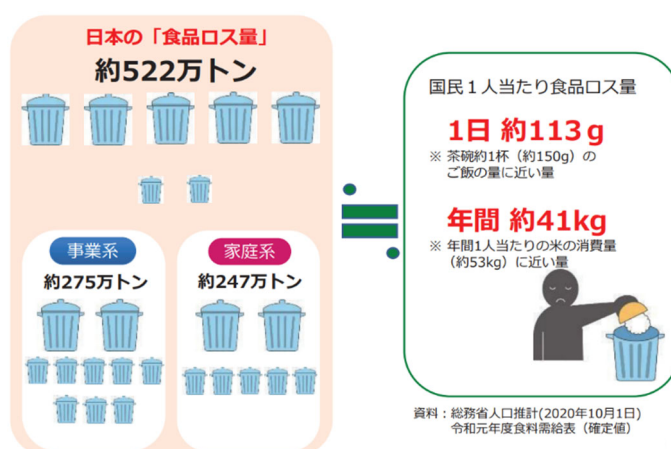 日本の「食品ロス量」
約522万トン
事業系
約275万トン
家庭系
約247万トン
国民1人当たり食品ロス量
1日 約113g
※ 茶碗約1杯（約150g）の
ご飯の量に近い量
年間 約41kg
※ 年間1人当たりの米の消費量
（約53kg）に近い量
資料：総務省人口推計(2020年10月1日)
令和元年度食料需給表（確定値）